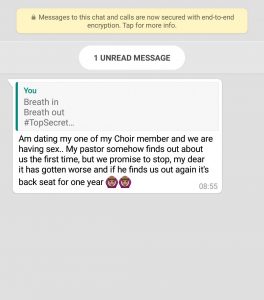 Messages to this chat and calls are now secured with end-to-end
encryption. Tap for more info.
1 UNREAD MESSAGE
You
Breath in
Breath out
#TopSecret...
Am dating my one of my Choir member and we are
having sex.. My pastor somehow finds out about
us the first time, but we promise to stop, my dear
it has gotten worse and if he finds us out again it's
back seat for one year 🙆🏾🙆🏾
08:55